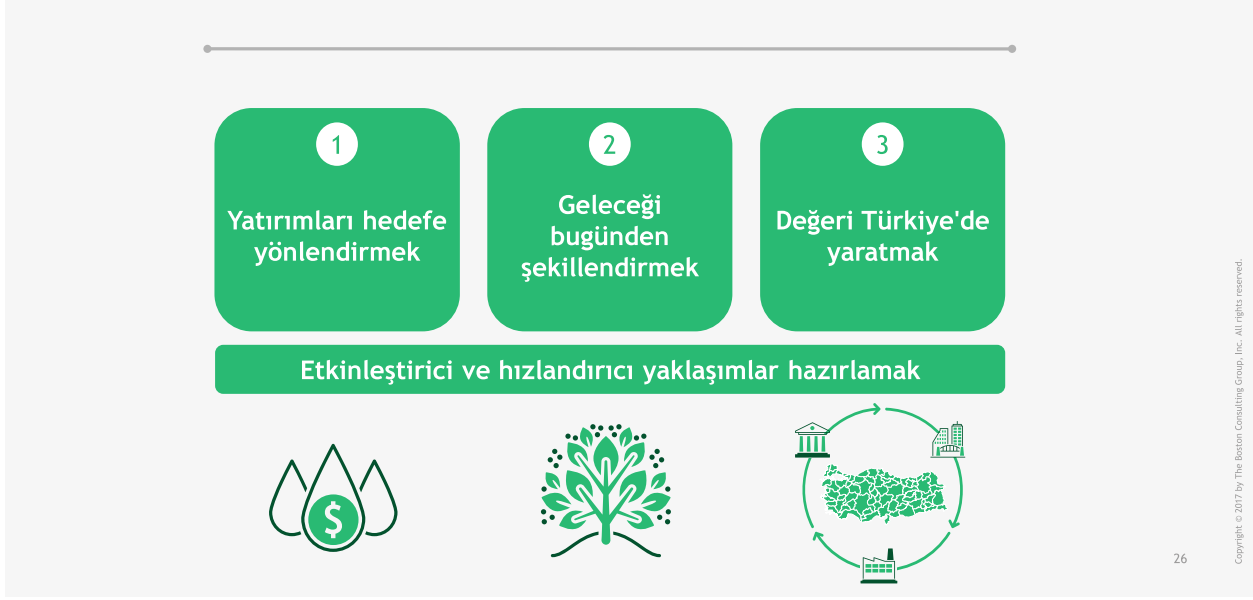 1
Yatırımları hedefe
yönlendirmek
2
Geleceği
bugünden
şekillendirmek
3
Değeri Türkiye'de
yaratmak
Etkinleştirici ve hızlandırıcı yaklaşımlar hazırlamak
$
26
Copyright © 2017 by The Boston Consulting Group, Inc. All rights reserved.